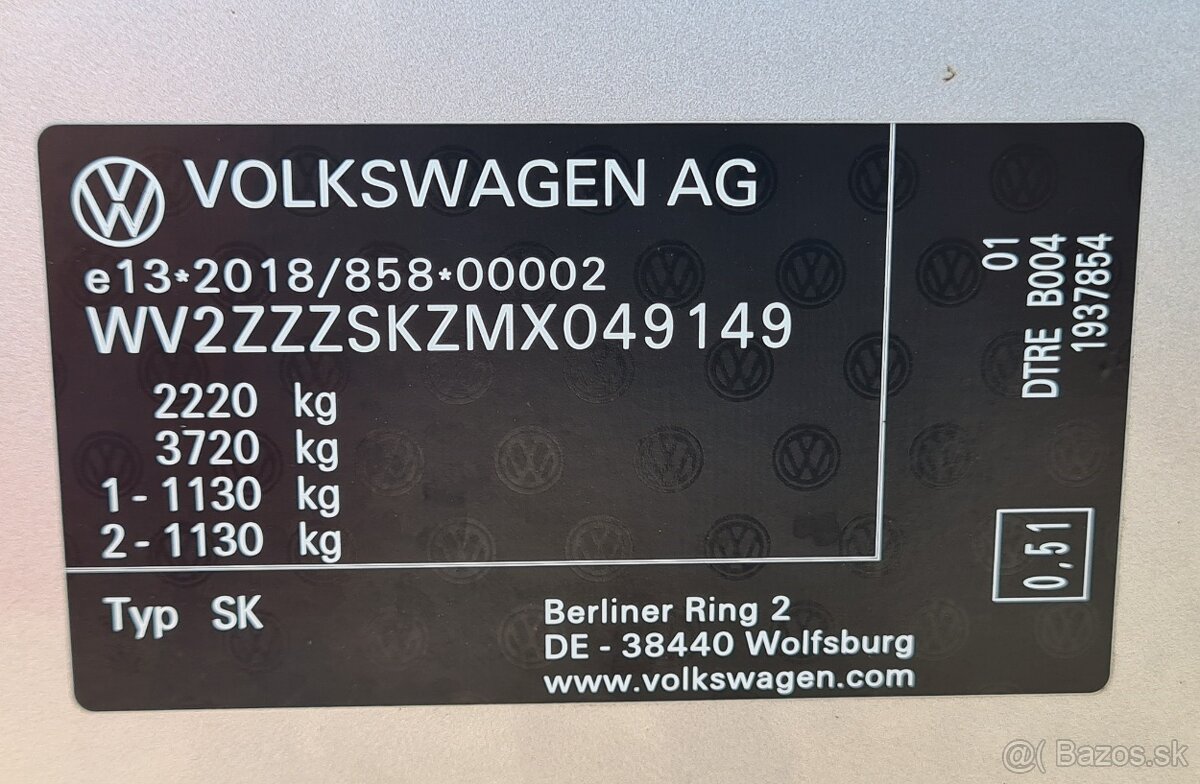 VOLKSWAGEN AG
e13*2018/858*00002
WV2ZZZSKZMX049149
2220 kg
3720 kg
1-1130 kg
2-1130 kg
Typ SK
Berliner Ring 2
DE - 38440 Wolfsburg
www.volkswagen.com
01
DTRE B004
1937854
0,51
@( Bazos.sk